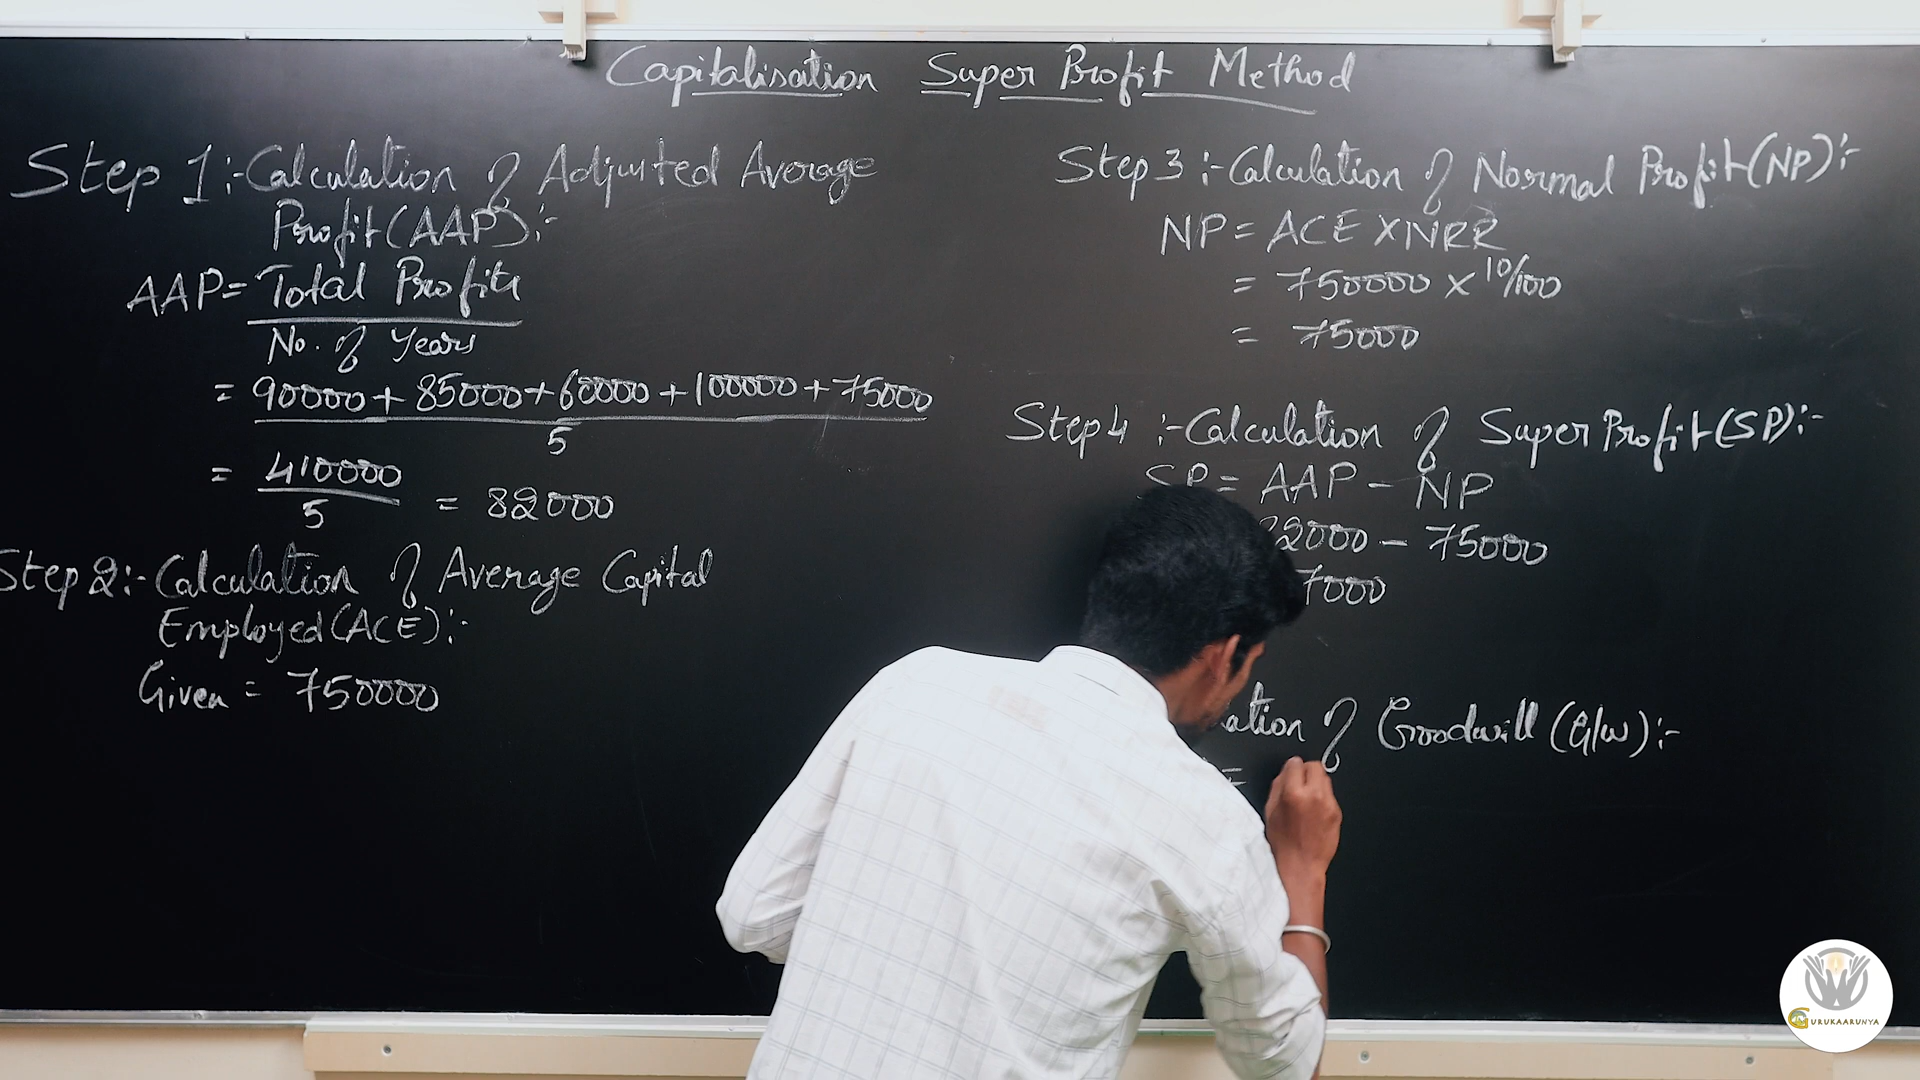 Capitalisation Super Profit Method
Step 1:- Calculation of Adjusted Average
Profit (AAP):-
AAP = Total Profits
No. of Years
= 90000 + 85000 + 60000 + 100000 + 75000
5
= 410000
5
= 82000
Step 2:- Calculation of Average Capital
Employed (ACE):-
Given = 750000
Step 3 :- Calculation of Normal Profit (NP):-
NP = ACE X NRR
= 750000 x 10/100
= 75000
Step 4 :- Calculation of Super Profit (SP):-
SP = AAP - NP
2000 - 75000
7000
ation of Goodwill (G/W):-
=
GURUKAARUNYA